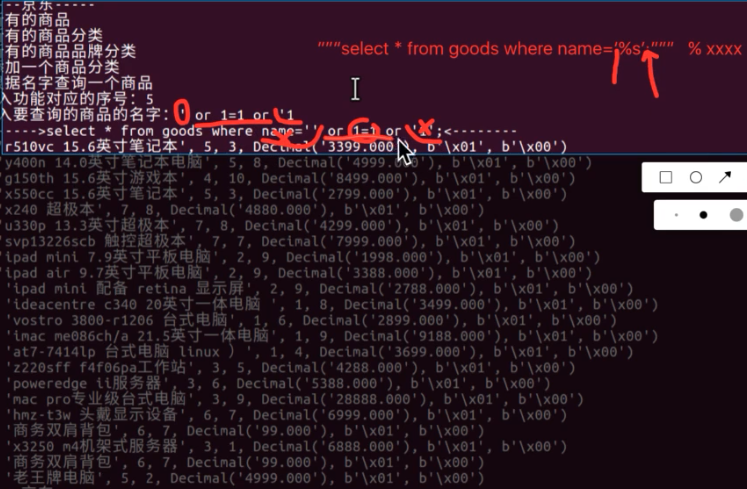 --京东-----
有的商品
有的商品分类
有的商品品牌分类
加一个商品分类
据名字查询一个商品
入功能对应的序号：5
入要查询的商品的名字：' or 1=1 or '1
---->select * from goods where name='' or 1=1 or '1';<--------
"""select * from goods where name='%s';""" % xxxx
r510vc 15.6英寸笔记本', 5, 3, Decimal('3399.000'), b'\x01', b'\x00')
y400n 14.0英寸笔记本电脑', 5, 8, Decimal('4999.000'), b'\x01', b'\x00')
g150th 15.6英寸游戏本', 4, 10, Decimal('8499.000'), b'\x01', b'\x00')
x550cc 15.6英寸笔记本', 5, 3, Decimal('2799.000'), b'\x01', b'\x00')
x240 超极本', 7, 8, Decimal('4880.000'), b'\x01', b'\x00')
u330p 13.3英寸超极本', 7, 8, Decimal('4299.000'), b'\x01', b'\x00')
svp13226scb 触控超极本', 7, 7, Decimal('7999.000'), b'\x01', b'\x00')
ipad mini 7.9英寸平板电脑', 2, 9, Decimal('1998.000'), b'\x01', b'\x00')
ipad air 9.7英寸平板电脑', 2, 9, Decimal('3388.000'), b'\x01', b'\x00')
'ipad mini 配备 retina 显示屏', 2, 9, Decimal('2788.000'), b'\x01', b'\x00')
'ideacentre c340 20英寸一体电脑 ', 1, 8, Decimal('3499.000'), b'\x01', b'\x00')
'vostro 3800-r1206 台式电脑', 1, 6, Decimal('2899.000'), b'\x01', b'\x00')
'imac me086ch/a 21.5英寸一体电脑', 1, 9, Decimal('9188.000'), b'\x01', b'\x00')
'at7-7414lp 台式电脑 linux ）', 1, 4, Decimal('3699.000'), b'\x01', b'\x00')
'z220sff f4f06pa工作站', 3, 5, Decimal('4288.000'), b'\x01', b'\x00')
'poweredge ii服务器', 3, 6, Decimal('5388.000'), b'\x01', b'\x00')
'mac pro专业级台式电脑', 3, 9, Decimal('28888.000'), b'\x01', b'\x00')
'hmz-t3w 头戴显示设备', 6, 7, Decimal('6999.000'), b'\x01', b'\x00')
'商务双肩背包', 6, 7, Decimal('99.000'), b'\x01', b'\x00')
'x3250 m4机架式服务器', 3, 1, Decimal('6888.000'), b'\x01', b'\x00')
'商务双肩背包', 6, 7, Decimal('99.000'), b'\x01', b'\x00')
'老王牌电脑', 5, 2, Decimal('4999.000'), b'\x01', b'\x00')